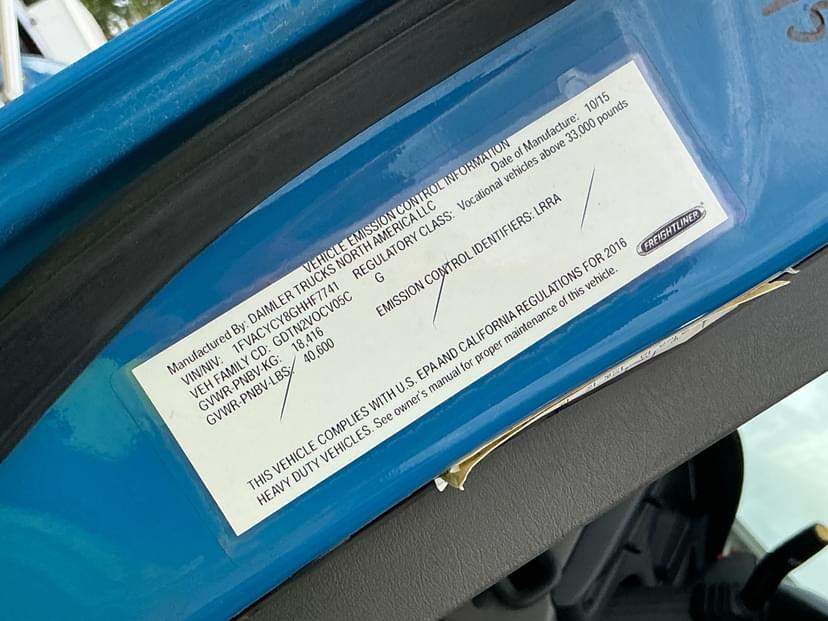 VEHICLE EMISSION CONTROL INFORMATION
Manufactured By: DAIMLER TRUCKS NORTH AMERICA LLC Date of Manufacture: 10/15
VIN/NIV: 1FVACYCY8GHHF7741 REGULATORY CLASS: Vocational vehicles above 33,000 pounds
VEH FAMILY CD: GDTN2VOCV05C G
GVWR-PNBV-KG: 18,416 EMISSION CONTROL IDENTIFIERS: LRRA
GVWR-PNBV-LBS: 40,600
THIS VEHICLE COMPLIES WITH U.S. EPA AND CALIFORNIA REGULATIONS FOR 2016
HEAVY DUTY VEHICLES. See owner's manual for proper maintenance of this vehicle.
FREIGHTLINER